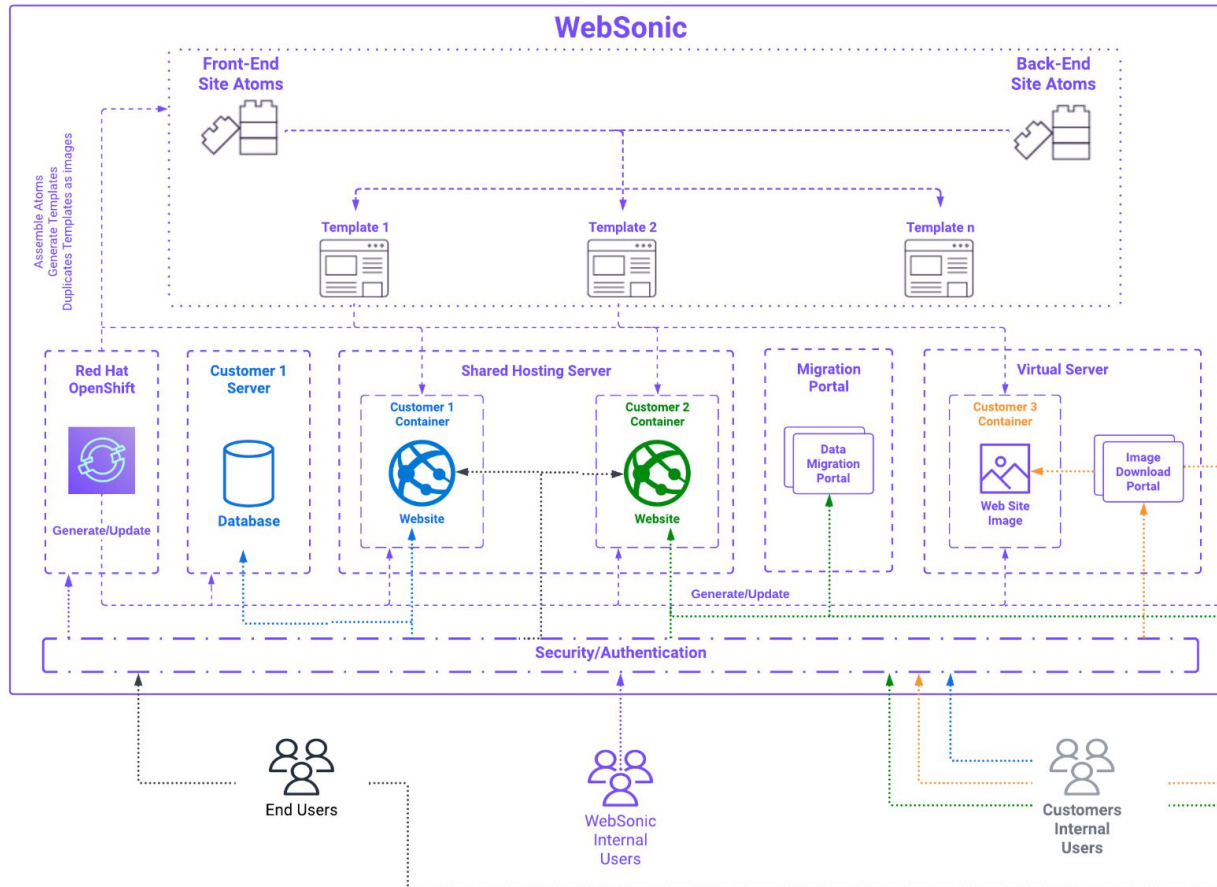 WebSonic
Front-End
Site Atoms
Back-End
Site Atoms
Assemble Atoms
Generate Templates
Duplicates Templates as images
Template 1
Template 2
Template n
Red Hat
OpenShift
Generate/Update
Customer 1
Server
Database
Shared Hosting Server
Customer 1
Container
Website
Customer 2
Container
Website
Migration
Portal
Data
Migration
Portal
Virtual Server
Customer 3
Container
Web Site
Image
Image
Download
Portal
Generate/Update
Security/Authentication
End Users
WebSonic
Internal
Users
Customers
Internal
Users